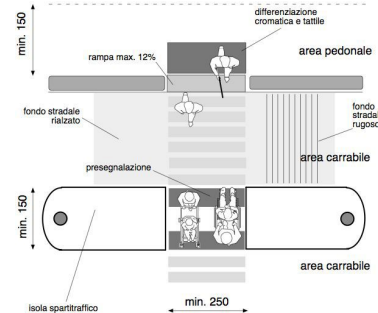 differenziazione
cromatica e tattile
min. 150
area pedonale
rampa max. 12%
fondo stradale
rialzato
fondo
stradal
rugoso
area carrabile
presegnalazione
min. 150
area carrabile
min. 250
isola spartitraffico